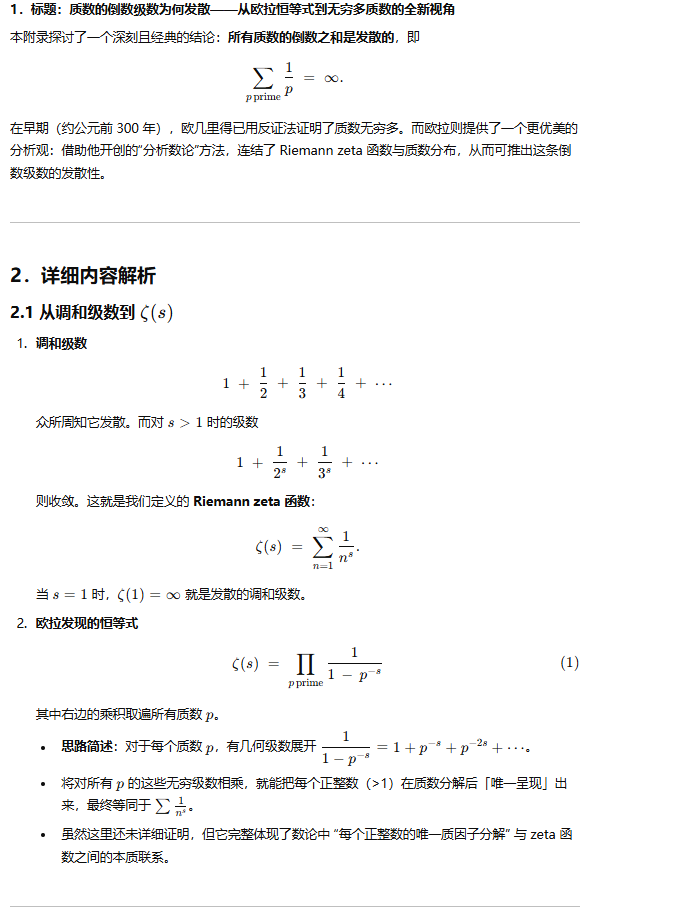 1. 标题：质数的倒数级数为何发散——从欧拉恒等式到无穷多质数的全新视角
本附录探讨了一个深刻且经典的结论：所有质数的倒数之和是发散的，即
∑_{p prime} 1/p = ∞.
在早期（约公元前 300 年），欧几里得已用反证法证明了质数无穷多。而欧拉则提供了一个更优美的
分析观：借助他开创的“分析数论”方法，连结了 Riemann zeta 函数与质数分布，从而可推出这条倒
数级数的发散性。
2. 详细内容解析
2.1 从调和级数到 ζ(s)
1. 调和级数
1 + 1/2 + 1/3 + 1/4 + ⋯
众所周知它发散。而对 s > 1 时的级数
1 + 1/2^s + 1/3^s + ⋯
则收敛。这就是我们定义的 Riemann zeta 函数：
ζ(s) = ∑_{n=1}^{∞} 1/n^s.
当 s = 1 时，ζ(1) = ∞ 就是发散的调和级数。
2. 欧拉发现的恒等式
ζ(s) = ∏_{p prime} 1/(1 − p^{−s}) (1)
其中右边的乘积取遍所有质数 p。
• 思路简述：对于每个质数 p，有几何级数展开 1/(1 − p^{−s}) = 1 + p^{−s} + p^{−2s} + ⋯。
• 将对所有 p 的这些无穷级数相乘，就能把每个正整数（>1）在质数分解后「唯一呈现」出
来，最终等同于 ∑ 1/n^s。
• 虽然这里还未详细证明，但它完整体现了数论中 “每个正整数的唯一质因子分解” 与 zeta 函
数之间的本质联系。